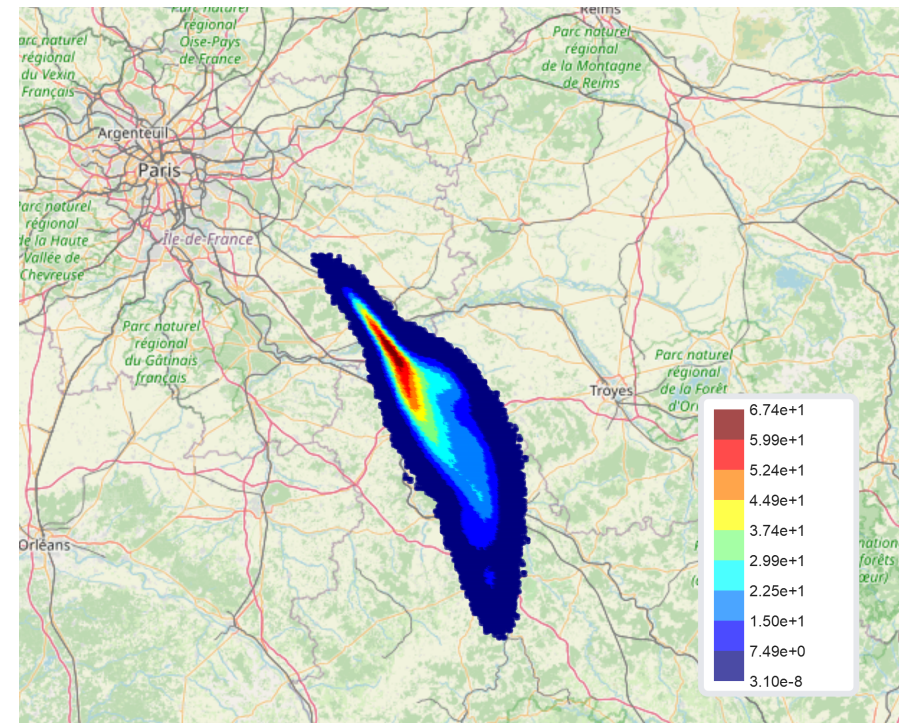 Reims
régional
Oise-Pays
de France
arc naturel
régional
du Vexin
Français
Parc naturel
régional
de la Montagne
de Reims
Argenteuil
Paris
Parc naturel
régional
de la Haute
Vallée de
Chevreuse
Île-de-France
Parc naturel
régional
du Gâtinais
français
Parc naturel
régional
de la Forêt
d'Or
Troyes
Orléans
6.74e+1
5.99e+1
5.24e+1
4.49e+1
3.74e+1
2.99e+1
2.25e+1
1.50e+1
7.49e+0
3.10e-8
nation
forêts
œur)